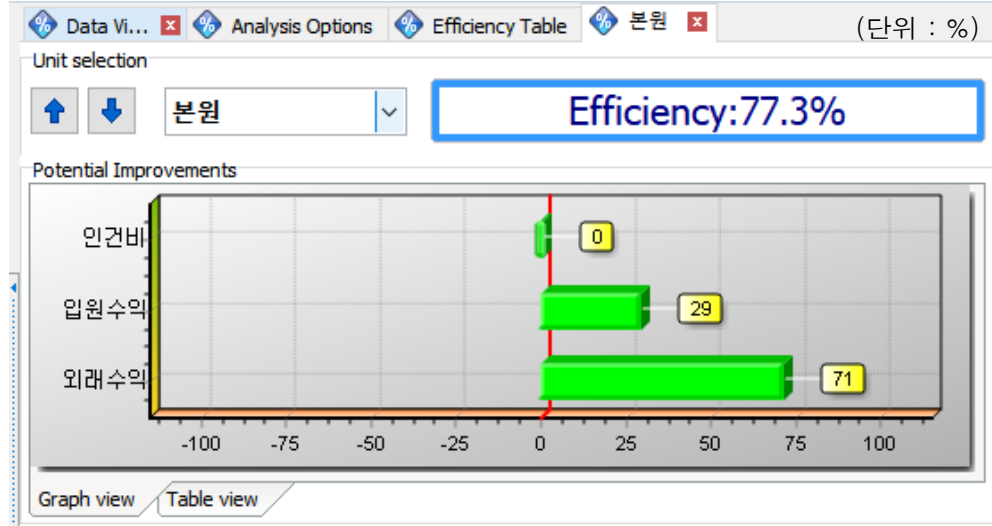 Data Vi... Analysis Options Efficiency Table 본원 (단위 : %)
Unit selection
본원 Efficiency:77.3%
Potential Improvements
인건비 0
입원수익 29
외래수익 71
-100 -75 -50 -25 0 25 50 75 100
Graph view Table view